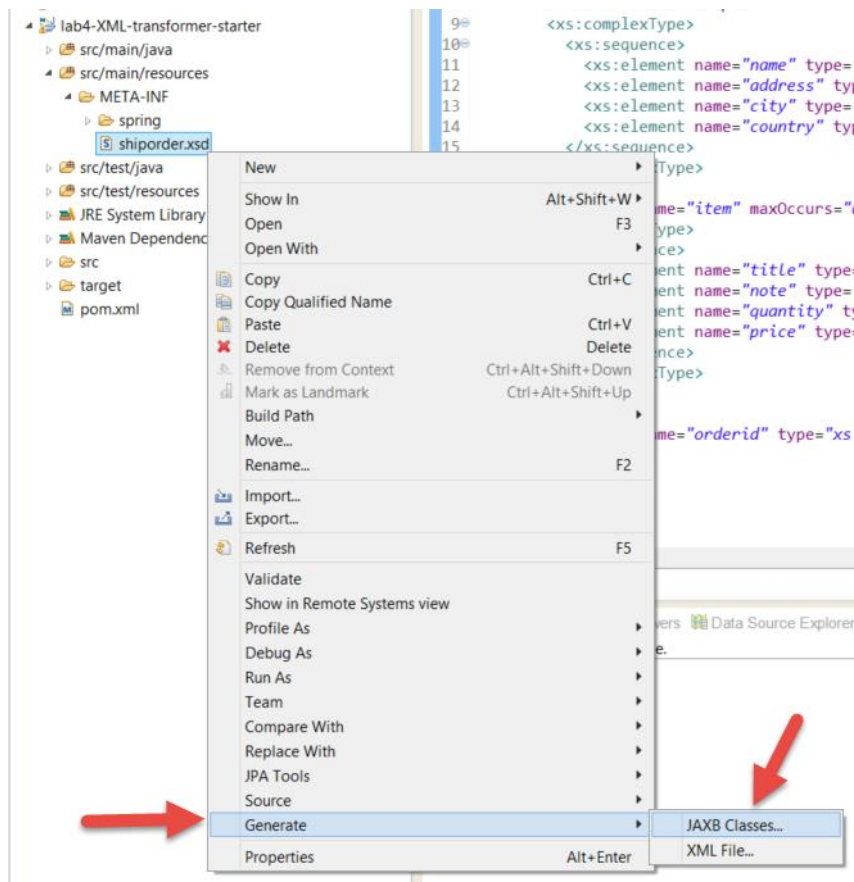 lab4-XML-transformer-starter
src/main/java
src/main/resources
META-INF
spring
shiporder.xsd
src/test/java
src/test/resources
JRE System Library
Maven Dependenc
src
target
pom.xml
9 <xs:complexType>
10 <xs:sequence>
11 <xs:element name="name" type=
12 <xs:element name="address" typ
13 <xs:element name="city" type=
14 <xs:element name="country" typ
15 </xs:sequence>
Type>
me="item" maxOccurs="
ype>
ce>
ent name="title" type=
ent name="note" type=
ent name="quantity" ty
ent name="price" type=
nce>
Type>
me="orderid" type="xs
vers Data Source Explorer
e.
New
Show In Alt+Shift+W
Open F3
Open With
Copy Ctrl+C
Copy Qualified Name
Paste Ctrl+V
Delete Delete
Remove from Context Ctrl+Alt+Shift+Down
Mark as Landmark Ctrl+Alt+Shift+Up
Build Path
Move...
Rename... F2
Import...
Export...
Refresh F5
Validate
Show in Remote Systems view
Profile As
Debug As
Run As
Team
Compare With
Replace With
JPA Tools
Source
Generate
Properties Alt+Enter
JAXB Classes...
XML File...